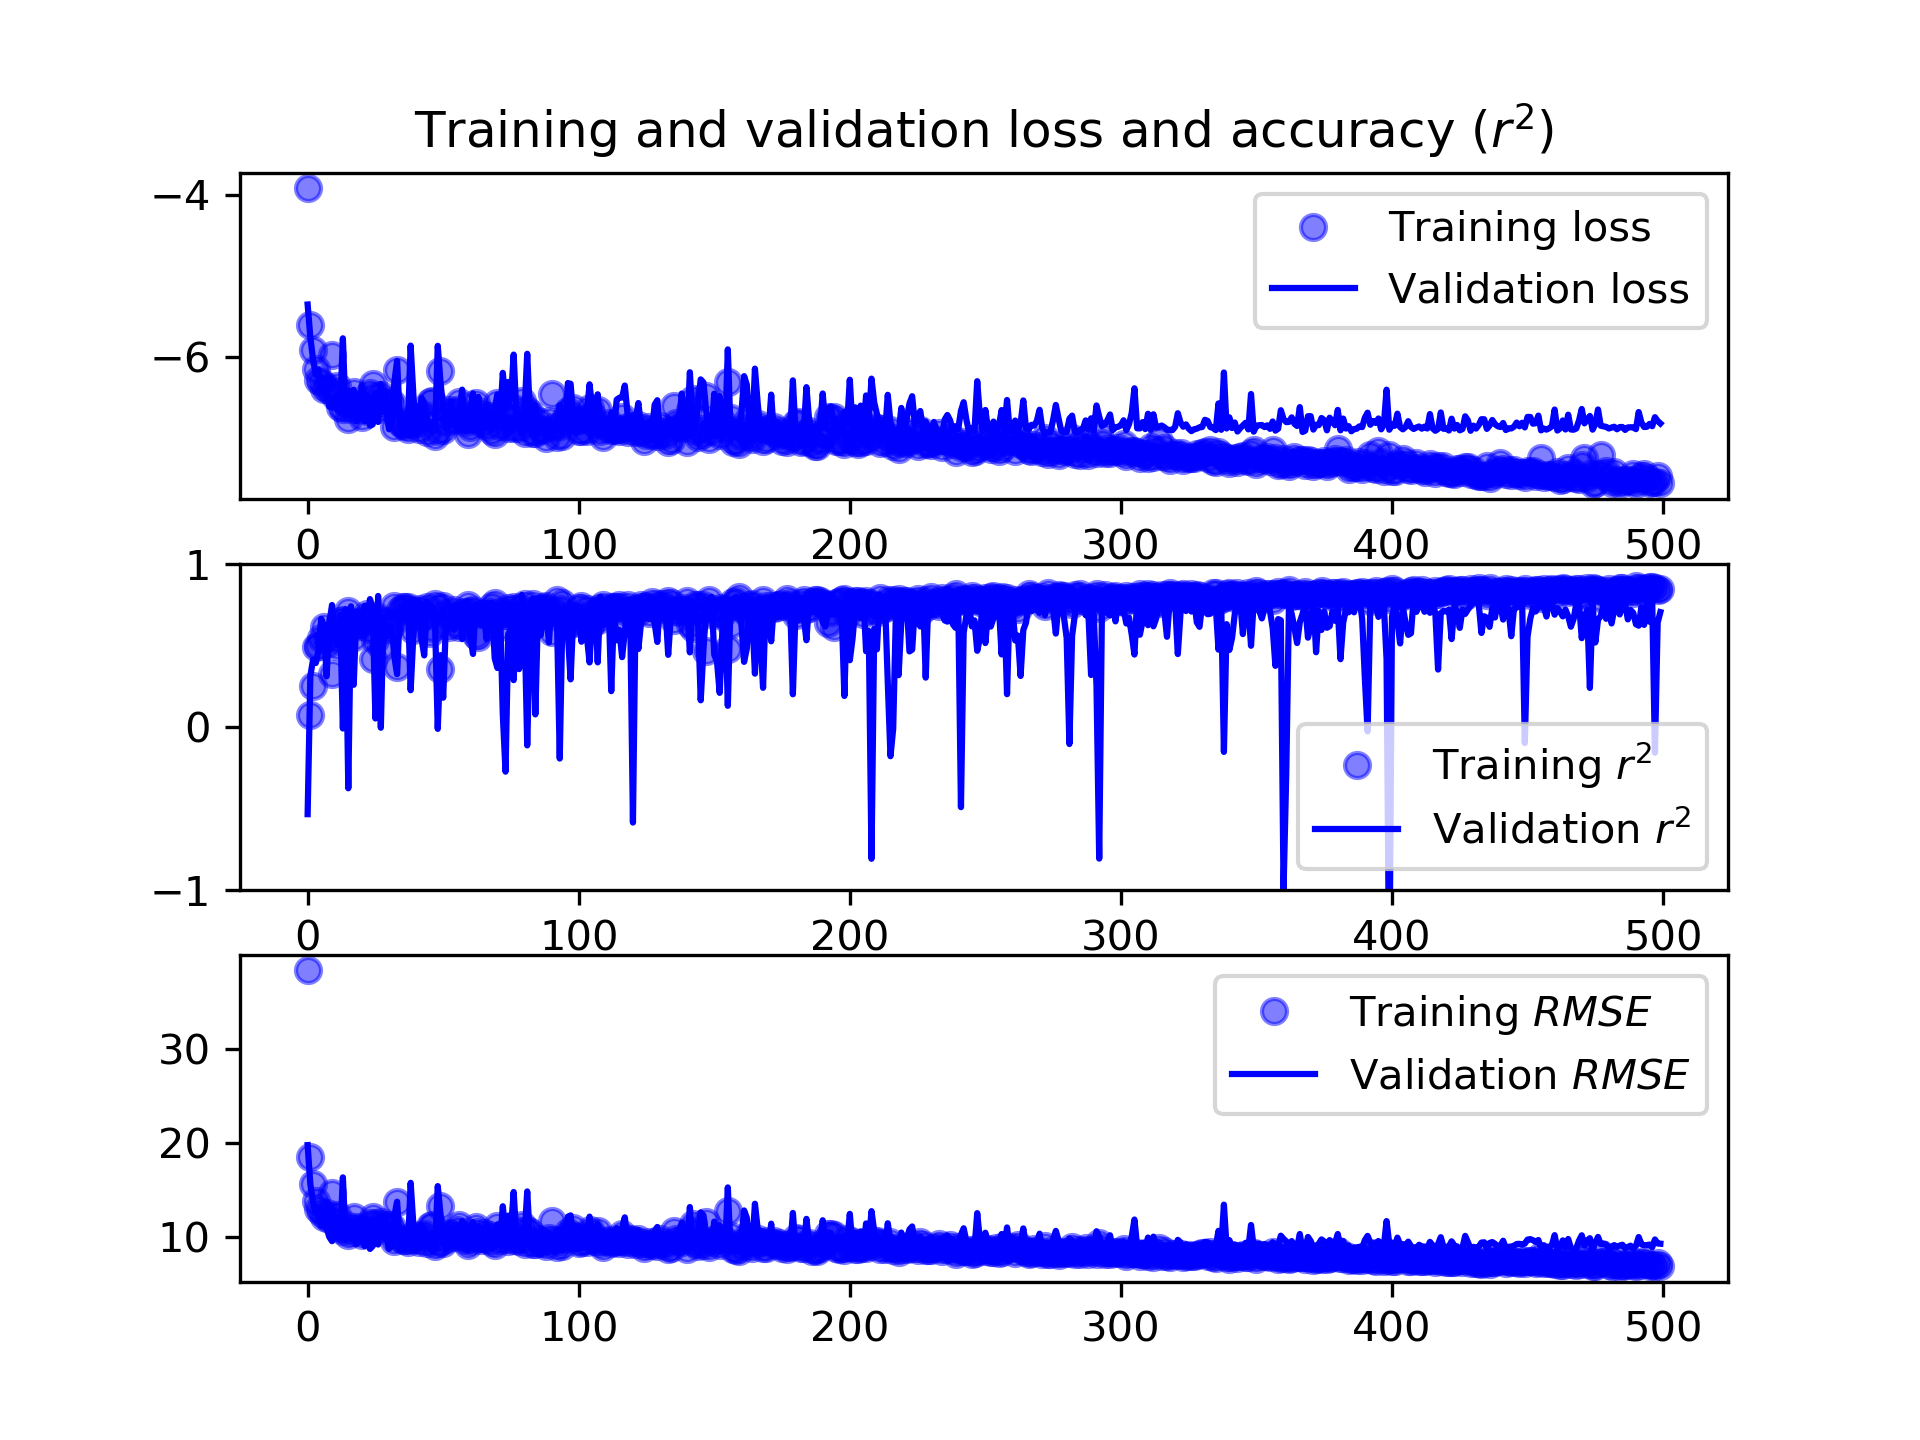 Training and validation loss and accuracy (r²)
−4
−6
Training loss
Validation loss
0 100 200 300 400 500
1
0
−1
Training r²
Validation r²
0 100 200 300 400 500
30
20
10
Training RMSE
Validation RMSE
0 100 200 300 400 500